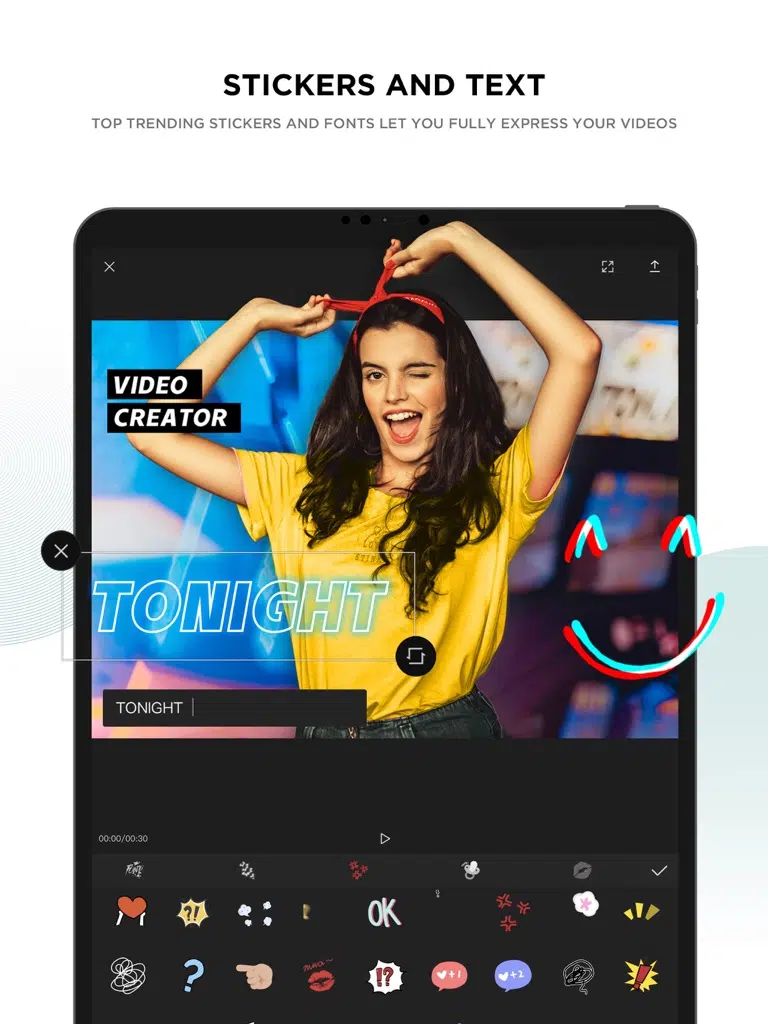 STICKERS AND TEXT
TOP TRENDING STICKERS AND FONTS LET YOU FULLY EXPRESS YOUR VIDEOS
VIDEO
CREATOR
TONIGHT
TONIGHT
00:00/00:30
?!
OK
?
!?
+1
+2
!